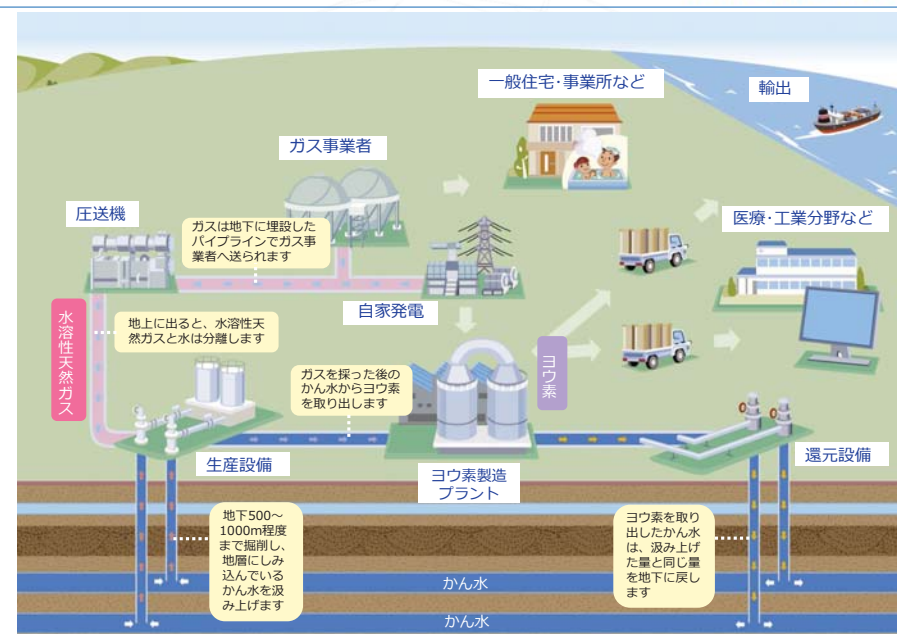 一般住宅・事業所など
輸出
ガス事業者
圧送機
ガスは地下に埋設した
パイプラインでガス事
業者へ送られます
医療・工業分野など
自家発電
水溶性天然ガス
地上に出ると、水溶性天
然ガスと水は分離します
ガスを採った後の
かん水からヨウ素
を取り出します
ヨウ素
生産設備
ヨウ素製造
プラント
還元設備
地下500～
1000m程度
まで掘削し、
地層にしみ
込んでいる
かん水を汲
み上げます
ヨウ素を取り
出したかん水
は、汲み上げ
た量と同じ量
を地下に戻し
ます
かん水
かん水